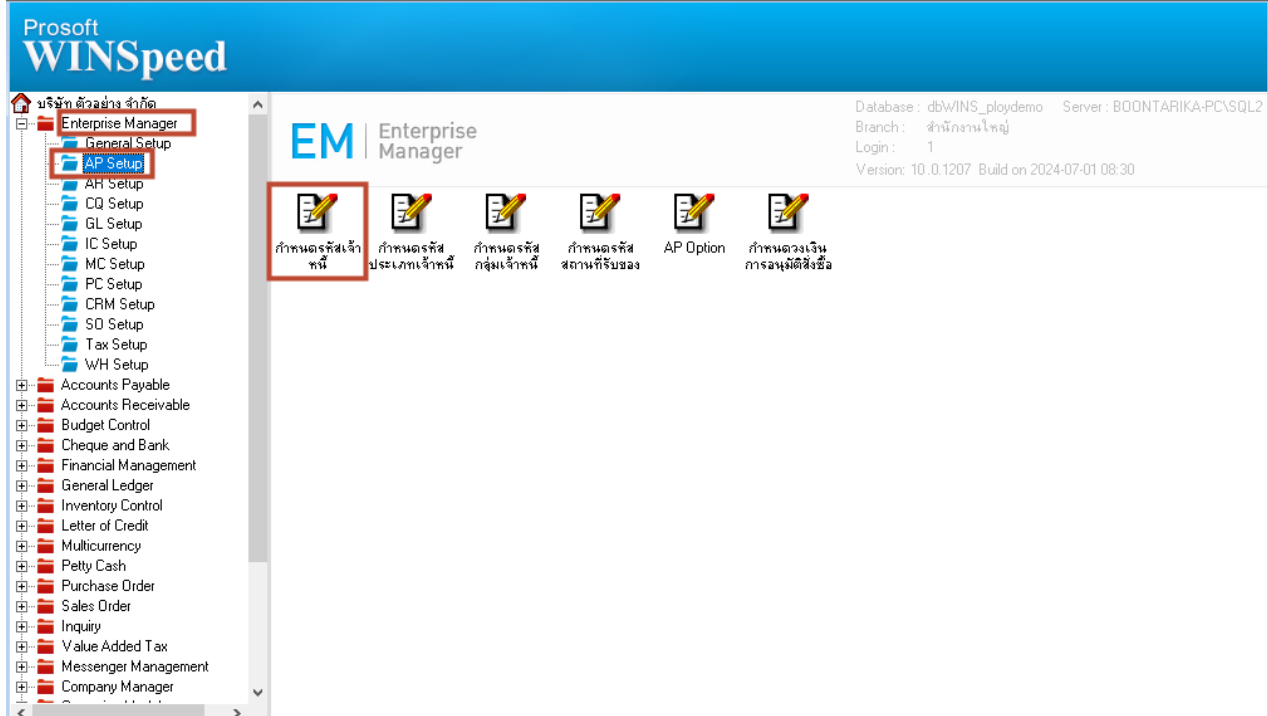 Prosoft
WINSpeed
บริษัท ตัวอย่าง จำกัด
Enterprise Manager
General Setup
AP Setup
AR Setup
CQ Setup
GL Setup
IC Setup
MC Setup
PC Setup
CRM Setup
SO Setup
Tax Setup
WH Setup
Accounts Payable
Accounts Receivable
Budget Control
Cheque and Bank
Financial Management
General Ledger
Inventory Control
Letter of Credit
Multicurrency
Petty Cash
Purchase Order
Sales Order
Inquiry
Value Added Tax
Messenger Management
Company Manager
EM Enterprise
Manager
Database : dbWINS_ploydemo Server : BOONTARIKA-PC\SQL2
Branch : สำนักงานใหญ่
Login : 1
Version: 10.0.1207 Build on 2024-07-01 08:30
กำหนดรหัสเจ้า
หนี้
กำหนดรหัส
ประเภทเจ้าหนี้
กำหนดรหัส
กลุ่มเจ้าหนี้
กำหนดรหัส
สถานที่รับของ
AP Option
กำหนดวงเงิน
การอนุมัติสั่งซื้อ